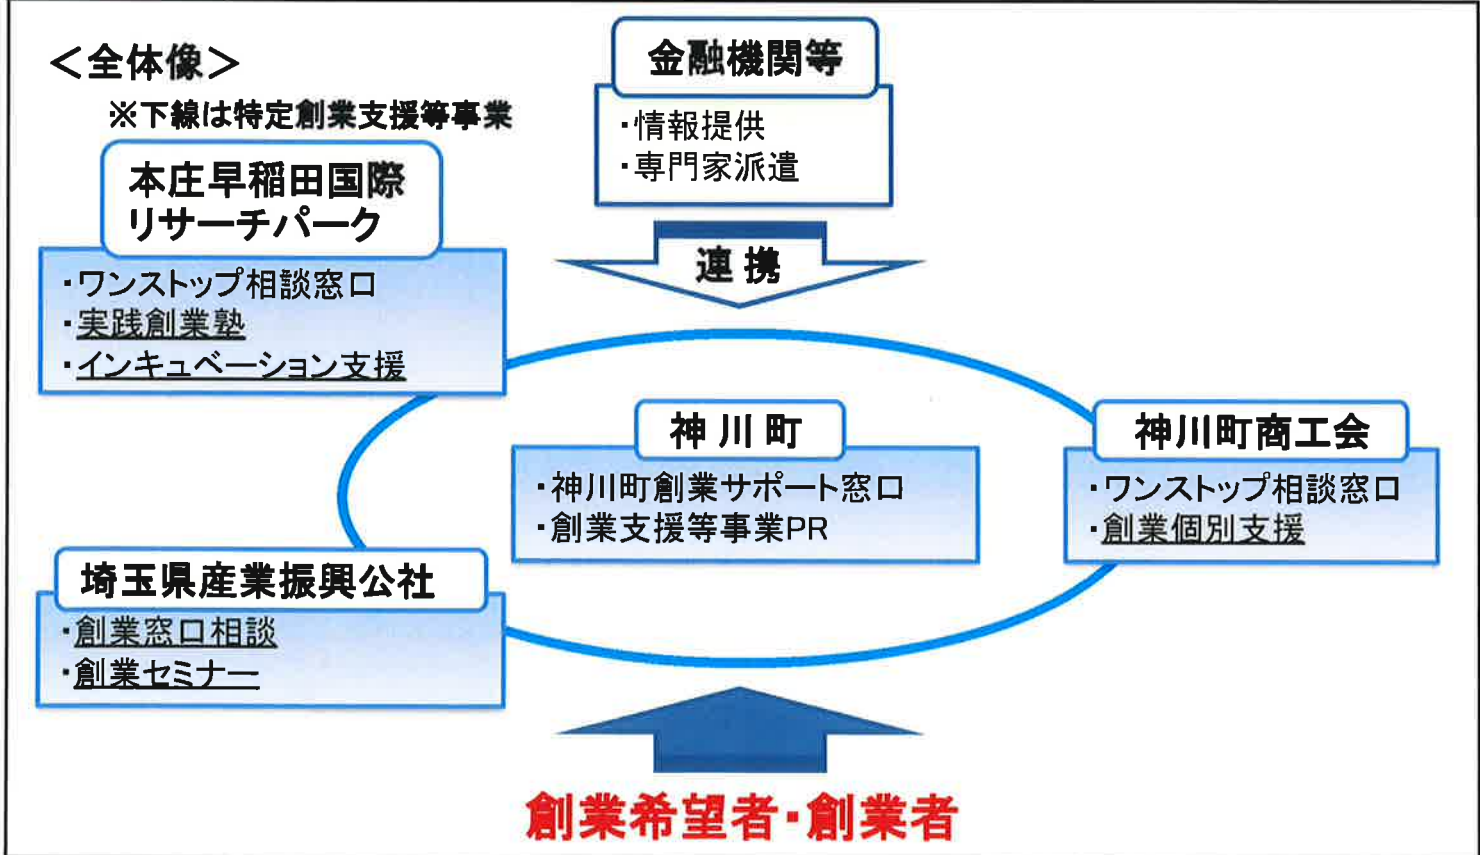 ＜全体像＞
※下線は特定創業支援等事業
金融機関等
・情報提供
・専門家派遣
連携
本庄早稲田国際
リサーチパーク
・ワンストップ相談窓口
・実践創業塾
・インキュベーション支援
神川町
・神川町創業サポート窓口
・創業支援等事業PR
神川町商工会
・ワンストップ相談窓口
・創業個別支援
埼玉県産業振興公社
・創業窓口相談
・創業セミナー
創業希望者・創業者